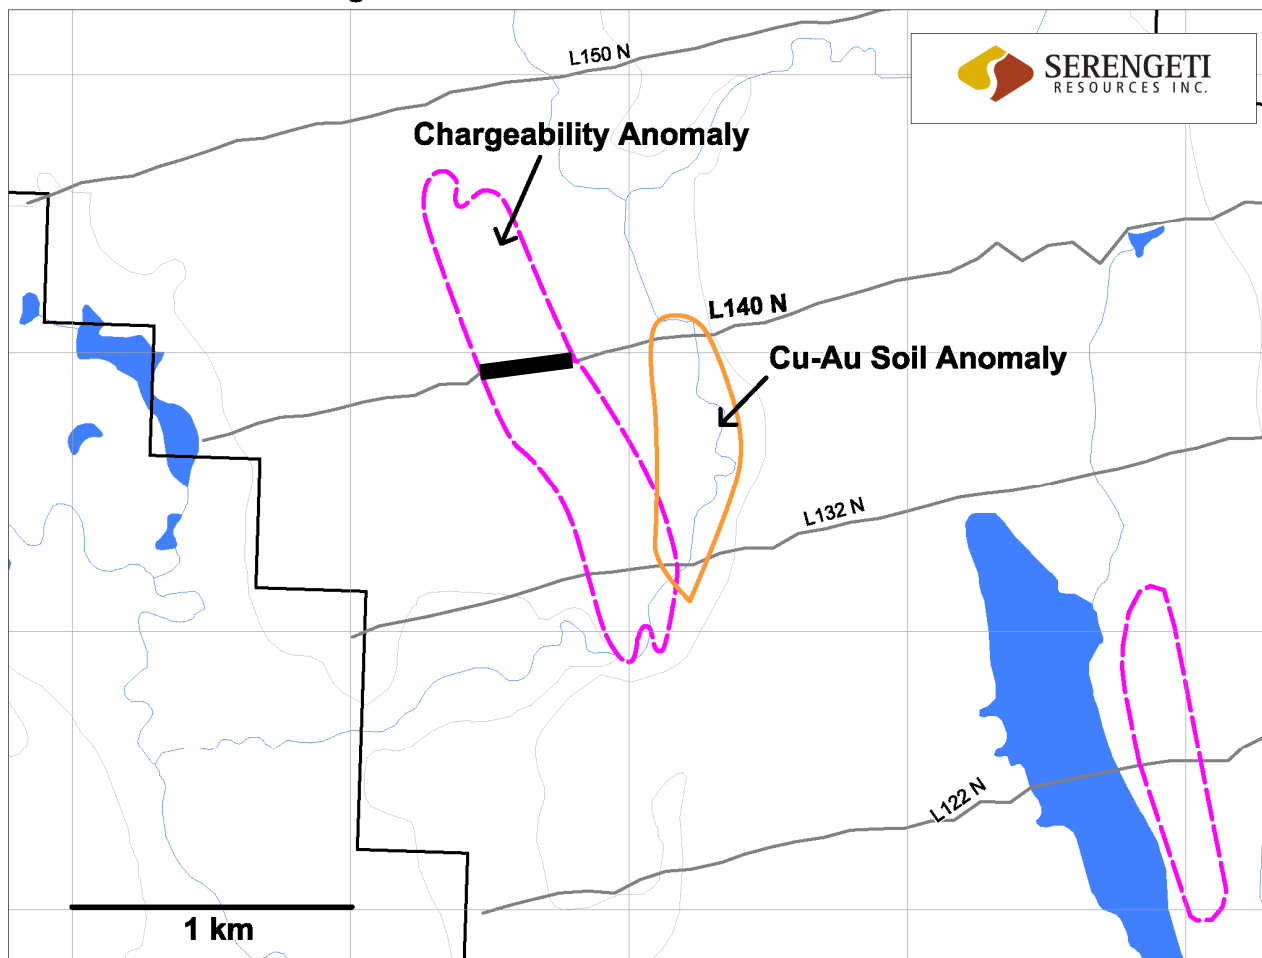 L150 N
SERENGETI
RESOURCES INC.
Chargeability Anomaly
L140 N
Cu-Au Soil Anomaly
L132 N
L122 N
1 km